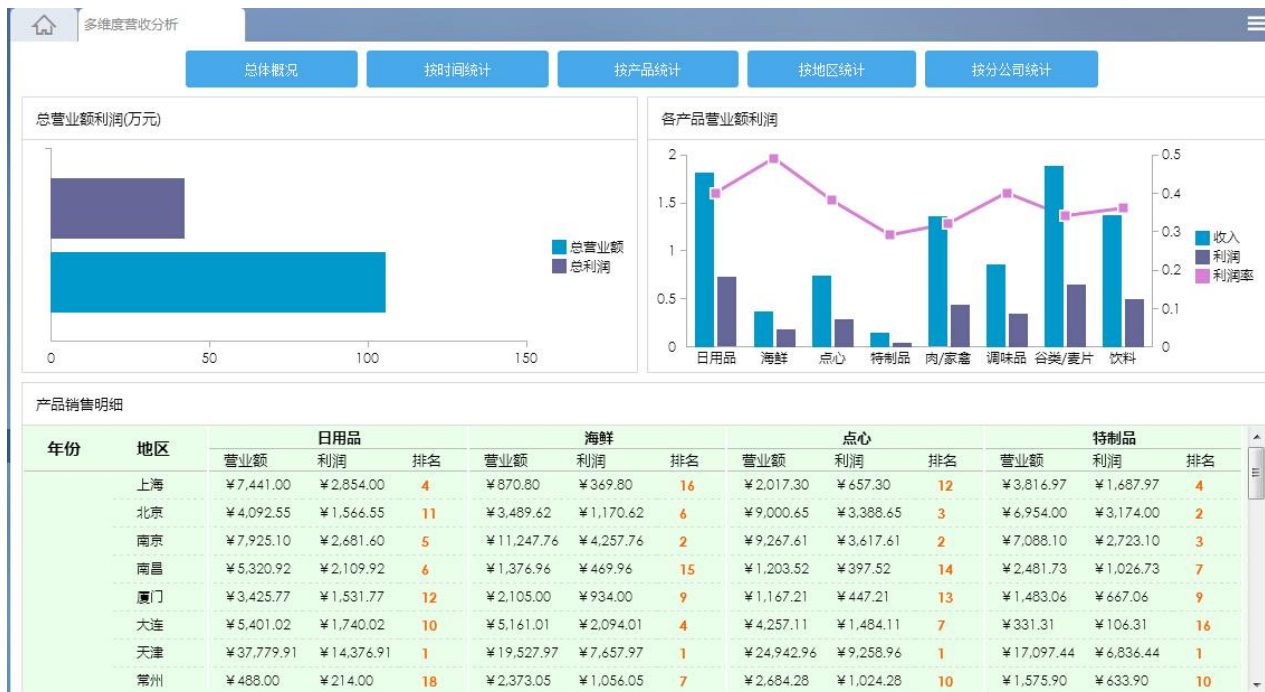 多维度营收分析
总体概况 按时间统计 按产品统计 按地区统计 按分公司统计
总营业额利润(万元)
总营业额
总利润
0 50 100 150
各产品营业额利润
2 0.5
1.5 0.4
0.3
1 0.2
0.5 0.1
0 0
收入
利润
利润率
日用品 海鲜 点心 特制品 肉/家禽 调味品 谷类/麦片 饮料
产品销售明细
年份 地区 日用品 海鲜 点心 特制品
营业额 利润 排名 营业额 利润 排名 营业额 利润 排名 营业额 利润 排名
上海 ¥7,441.00 ¥2,854.00 4 ¥870.80 ¥369.80 16 ¥2,017.30 ¥657.30 12 ¥3,816.97 ¥1,687.97 4
北京 ¥4,092.55 ¥1,566.55 11 ¥3,489.62 ¥1,170.62 6 ¥9,000.65 ¥3,388.65 3 ¥6,954.00 ¥3,174.00 2
南京 ¥7,925.10 ¥2,681.60 5 ¥11,247.76 ¥4,257.76 2 ¥9,267.61 ¥3,617.61 2 ¥7,088.10 ¥2,723.10 3
南昌 ¥5,320.92 ¥2,109.92 6 ¥1,376.96 ¥469.96 15 ¥1,203.52 ¥397.52 14 ¥2,481.73 ¥1,026.73 7
厦门 ¥3,425.77 ¥1,531.77 12 ¥2,105.00 ¥934.00 9 ¥1,167.21 ¥447.21 13 ¥1,483.06 ¥667.06 9
大连 ¥5,401.02 ¥1,740.02 10 ¥5,161.01 ¥2,094.01 4 ¥4,257.11 ¥1,484.11 7 ¥331.31 ¥106.31 16
天津 ¥37,779.91 ¥14,376.91 1 ¥19,527.97 ¥7,657.97 1 ¥24,942.96 ¥9,258.96 1 ¥17,097.44 ¥6,836.44 1
常州 ¥488.00 ¥214.00 18 ¥2,373.05 ¥1,056.05 7 ¥2,684.28 ¥1,024.28 10 ¥1,575.90 ¥633.90 10